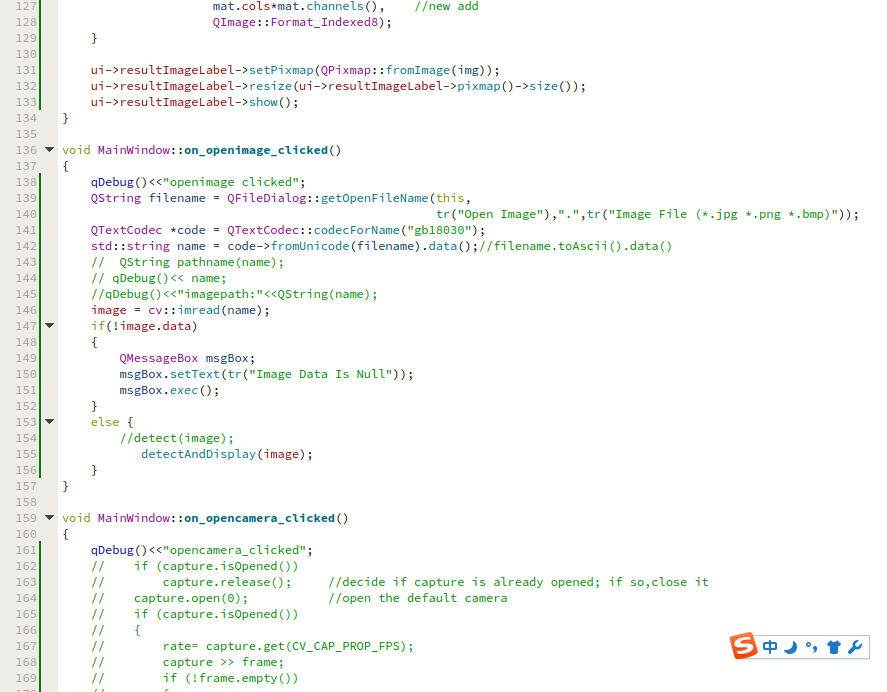 127 mat.cols*mat.channels(), //new add
128 QImage::Format_Indexed8);
129 }
130
131 ui->resultImageLabel->setPixmap(QPixmap::fromImage(img));
132 ui->resultImageLabel->resize(ui->resultImageLabel->pixmap()->size());
133 ui->resultImageLabel->show();
134 }
135
136 void MainWindow::on_openimage_clicked()
137 {
138 qDebug()<<"openimage clicked";
139 QString filename = QFileDialog::getOpenFileName(this,
140 tr("Open Image"),".",tr("Image File (*.jpg *.png *.bmp)"));
141 QTextCodec *code = QTextCodec::codecForName("gb18030");
142 std::string name = code->fromUnicode(filename).data();//filename.toAscii().data()
143 // QString pathname(name);
144 // qDebug()<< name;
145 //qDebug()<<"imagepath:"<<QString(name);
146 image = cv::imread(name);
147 if(!image.data)
148 {
149 QMessageBox msgBox;
150 msgBox.setText(tr("Image Data Is Null"));
151 msgBox.exec();
152 }
153 else {
154 //detect(image);
155 detectAndDisplay(image);
156 }
157 }
158
159 void MainWindow::on_opencamera_clicked()
160 {
161 qDebug()<<"opencamera_clicked";
162 // if (capture.isOpened())
163 // capture.release(); //decide if capture is already opened; if so,close it
164 // capture.open(0); //open the default camera
165 // if (capture.isOpened())
166 // {
167 // rate= capture.get(CV_CAP_PROP_FPS);
168 // capture >> frame;
169 // if (!frame.empty())
S 中